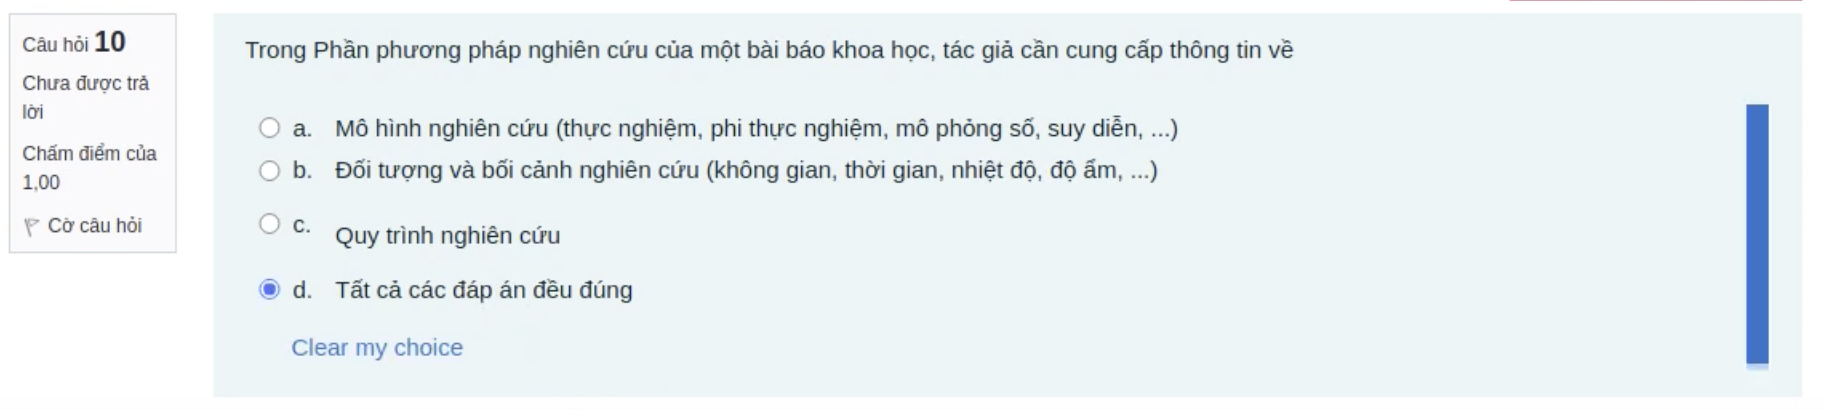 Câu hỏi 10
Chưa được trả
lời
Chấm điểm của
1,00
Cờ câu hỏi
Trong Phần phương pháp nghiên cứu của một bài báo khoa học, tác giả cần cung cấp thông tin về
a. Mô hình nghiên cứu (thực nghiệm, phi thực nghiệm, mô phỏng số, suy diễn, ...)
b. Đối tượng và bối cảnh nghiên cứu (không gian, thời gian, nhiệt độ, độ ẩm, ...)
c. Quy trình nghiên cứu
d. Tất cả các đáp án đều đúng
Clear my choice